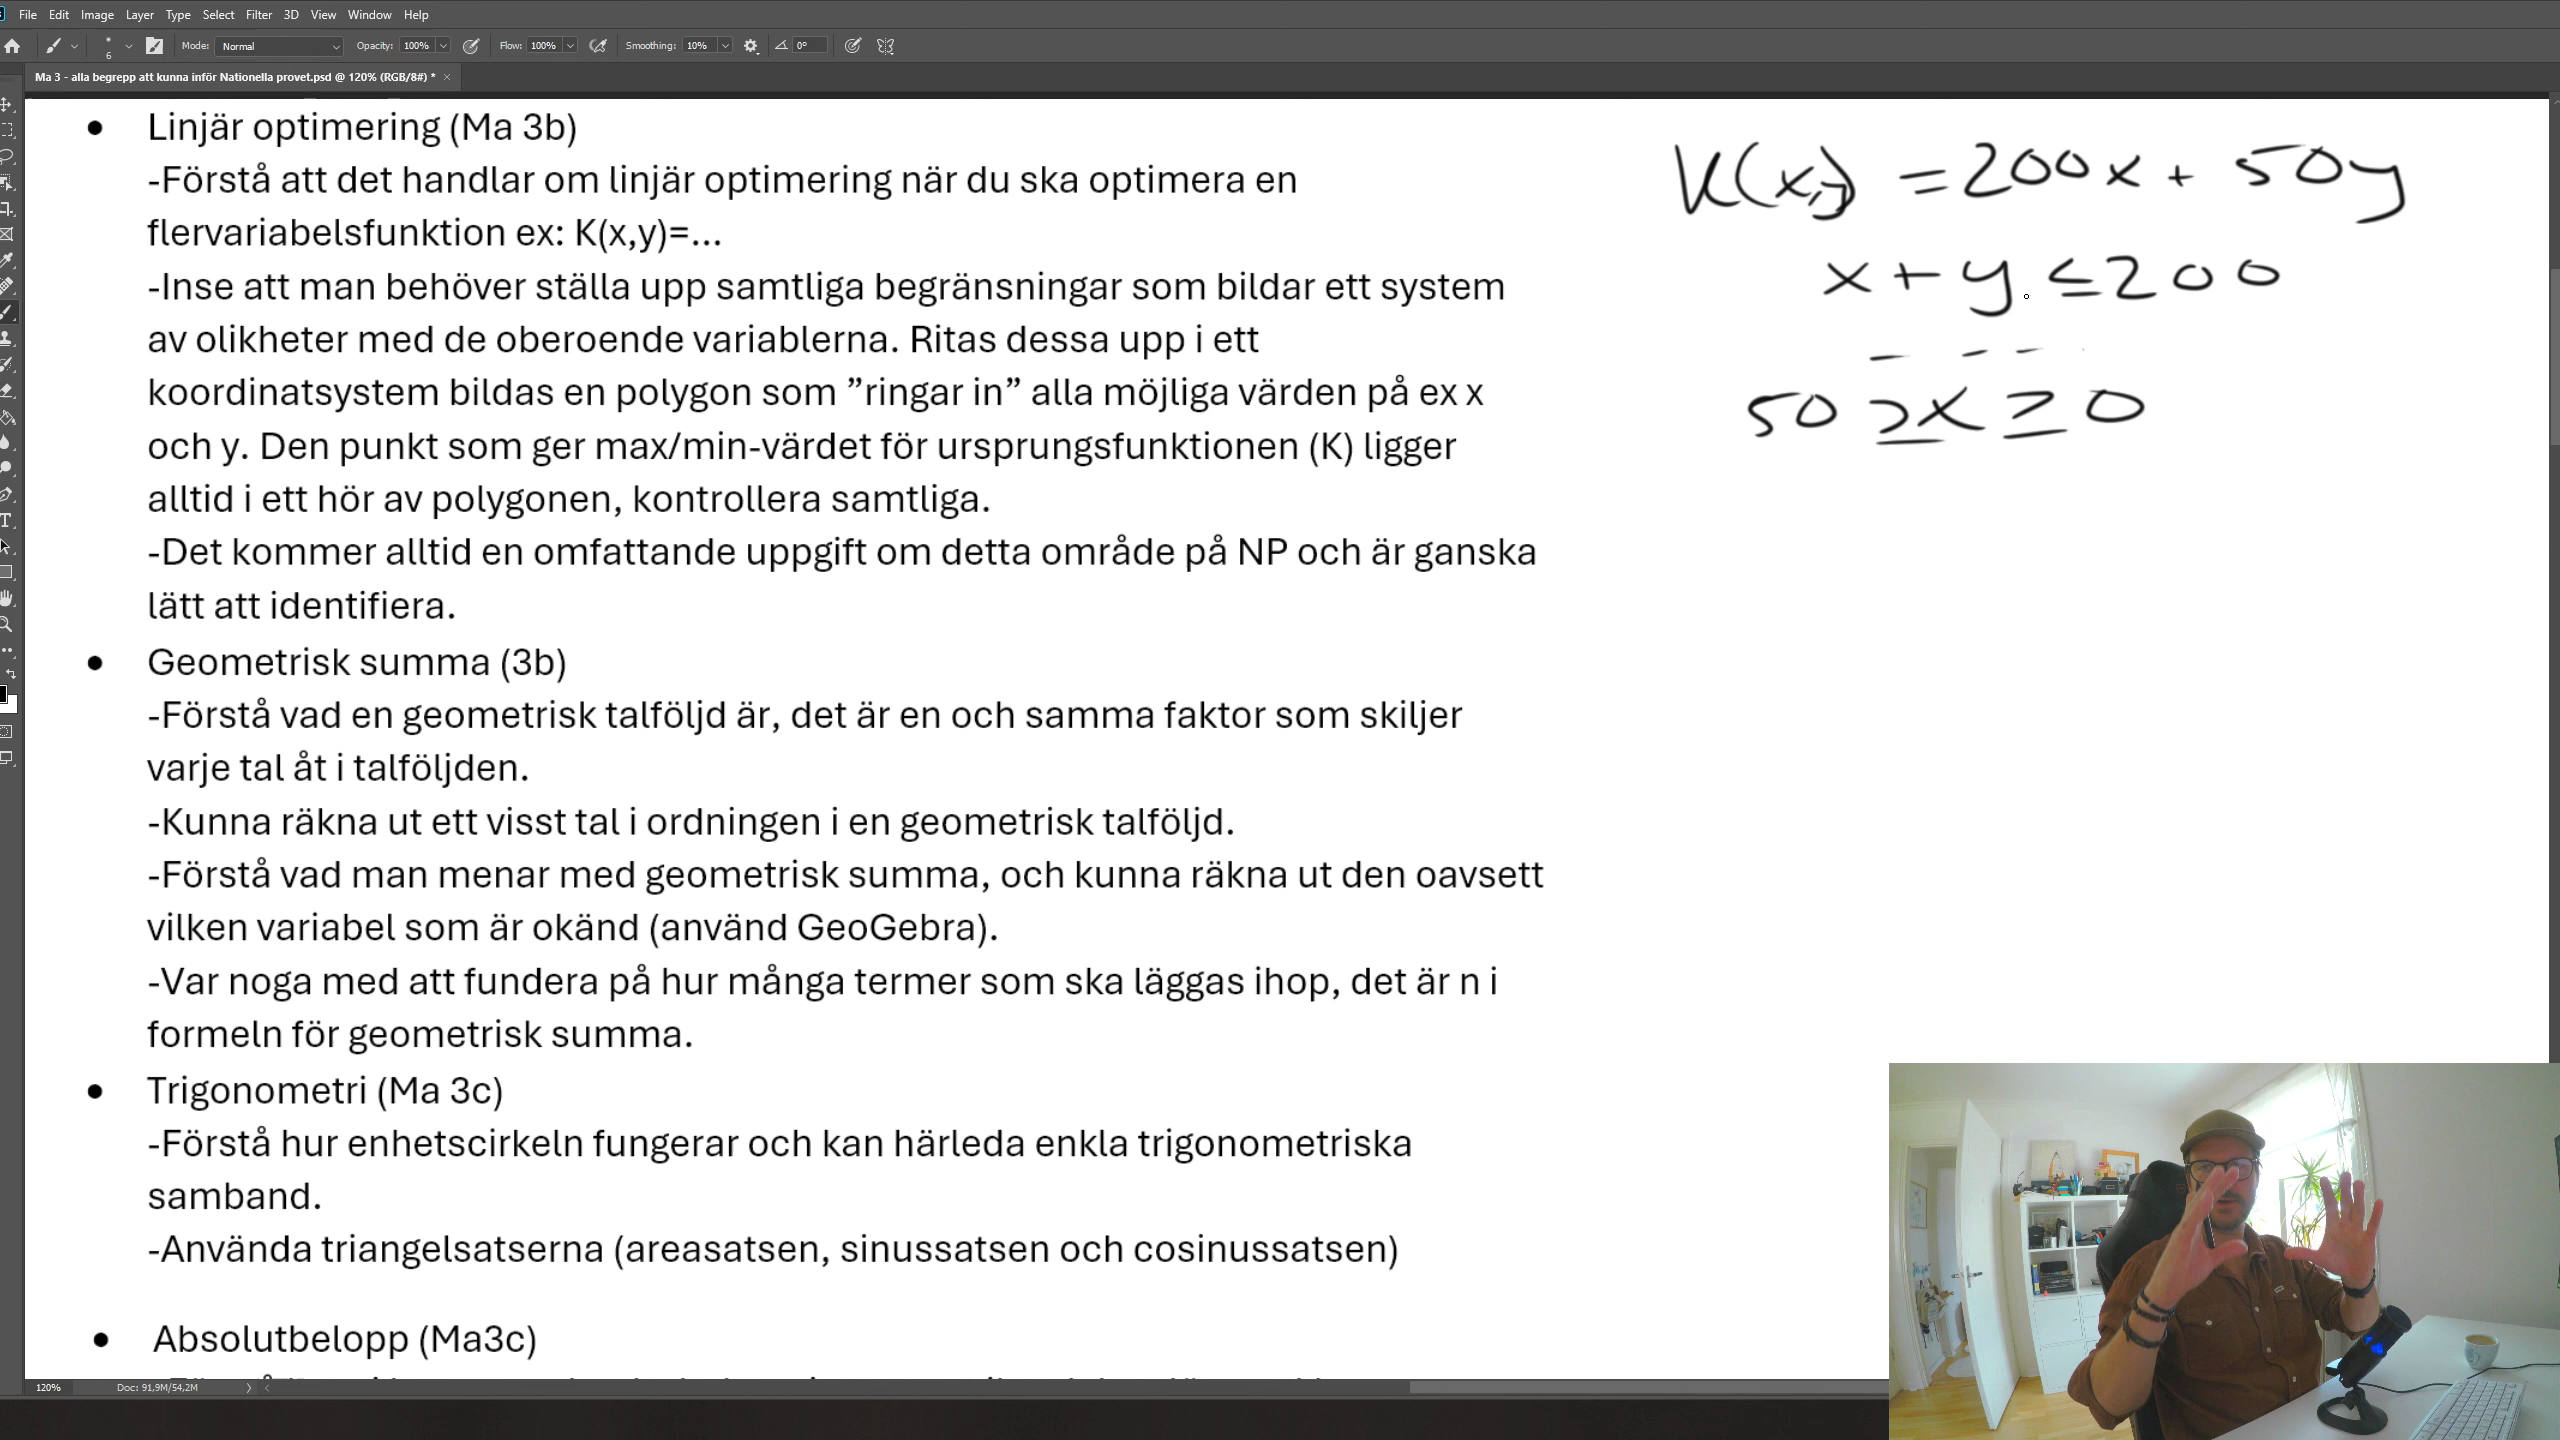 File Edit Image Layer Type Select Filter 3D View Window Help
6 Mode: Normal Opacity: 100% Flow: 100% Smoothing: 10% 0°
Ma 3 - alla begrepp att kunna inför Nationella provet.psd @ 120% (RGB/8#) * ×
• Linjär optimering (Ma 3b)
-Förstå att det handlar om linjär optimering när du ska optimera en
flervariabelsfunktion ex: K(x,y)=...
-Inse att man behöver ställa upp samtliga begränsningar som bildar ett system
av olikheter med de oberoende variablerna. Ritas dessa upp i ett
koordinatsystem bildas en polygon som ”ringar in” alla möjliga värden på ex x
och y. Den punkt som ger max/min-värdet för ursprungsfunktionen (K) ligger
alltid i ett hör av polygonen, kontrollera samtliga.
-Det kommer alltid en omfattande uppgift om detta område på NP och är ganska
lätt att identifiera.
• Geometrisk summa (3b)
-Förstå vad en geometrisk talföljd är, det är en och samma faktor som skiljer
varje tal åt i talföljden.
-Kunna räkna ut ett visst tal i ordningen i en geometrisk talföljd.
-Förstå vad man menar med geometrisk summa, och kunna räkna ut den oavsett
vilken variabel som är okänd (använd GeoGebra).
-Var noga med att fundera på hur många termer som ska läggas ihop, det är n i
formeln för geometrisk summa.
• Trigonometri (Ma 3c)
-Förstå hur enhetscirkeln fungerar och kan härleda enkla trigonometriska
samband.
-Använda triangelsatserna (areasatsen, sinussatsen och cosinussatsen)
• Absolutbelopp (Ma3c)
K(x,y) = 200x + 50y
x + y ≤ 200
- - -
50 ≥ x ≥ 0
120% Doc: 91,9M/54,2M